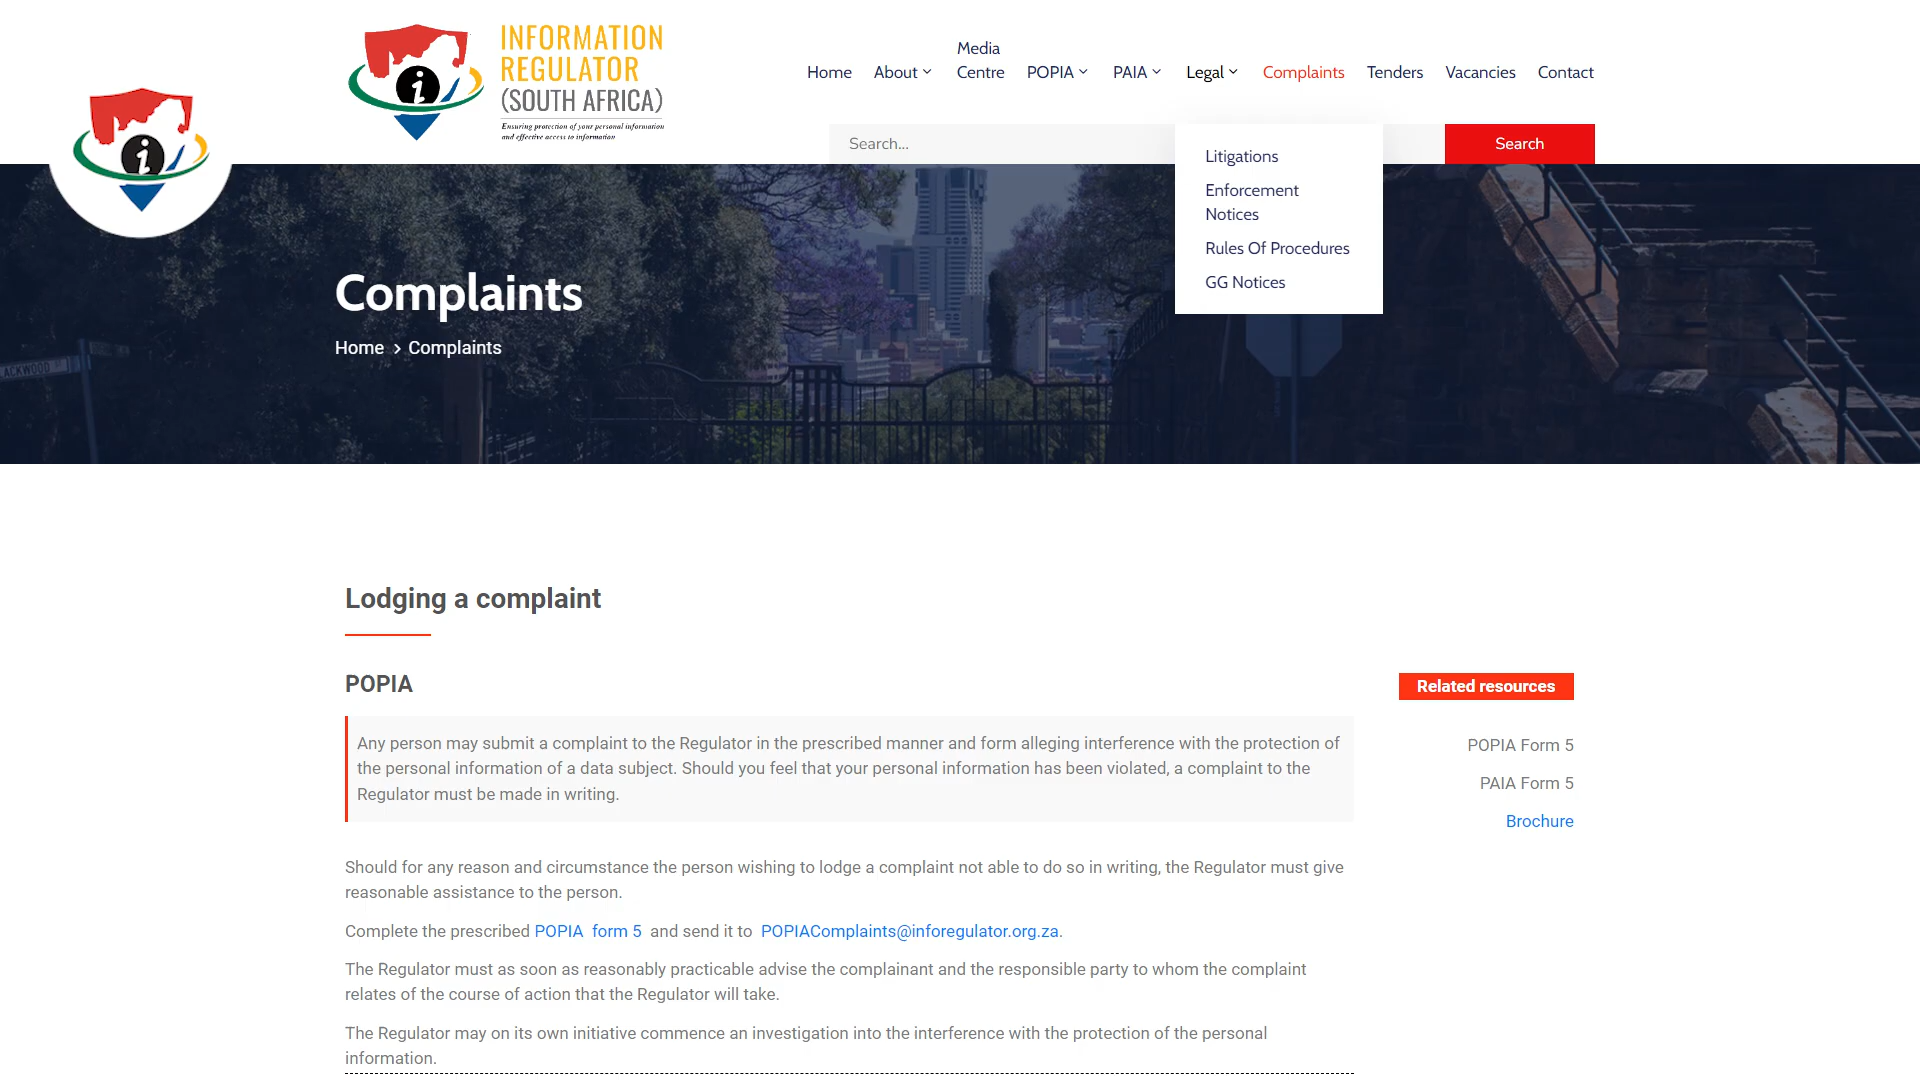 INFORMATION
REGULATOR
(SOUTH AFRICA)
Ensuring protection of your personal information
and effective access to information
Home About Media Centre POPIA PAIA Legal Complaints Tenders Vacancies Contact
Search...
Search
Litigations
Enforcement
Notices
Rules Of Procedures
GG Notices
Complaints
Home > Complaints
Lodging a complaint
POPIA
Any person may submit a complaint to the Regulator in the prescribed manner and form alleging interference with the protection of
the personal information of a data subject. Should you feel that your personal information has been violated, a complaint to the
Regulator must be made in writing.
Should for any reason and circumstance the person wishing to lodge a complaint not able to do so in writing, the Regulator must give
reasonable assistance to the person.
Complete the prescribed POPIA form 5 and send it to POPIAComplaints@inforegulator.org.za.
The Regulator must as soon as reasonably practicable advise the complainant and the responsible party to whom the complaint
relates of the course of action that the Regulator will take.
The Regulator may on its own initiative commence an investigation into the interference with the protection of the personal
information.
Related resources
POPIA Form 5
PAIA Form 5
Brochure